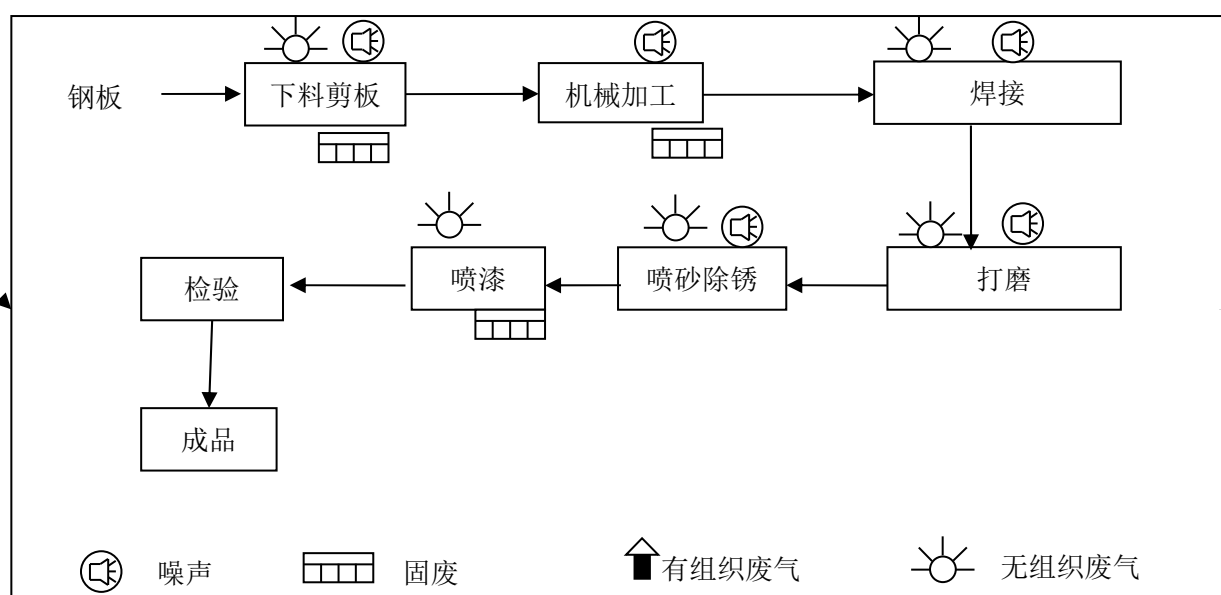 钢板
下料剪板
机械加工
焊接
检验
喷漆
喷砂除锈
打磨
成品
噪声
固废
有组织废气
无组织废气